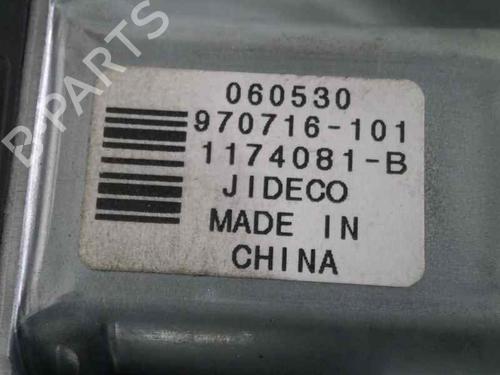 B-PARTS
060530
970716-101
1174081-B
JIDECO
MADE IN
CHINA